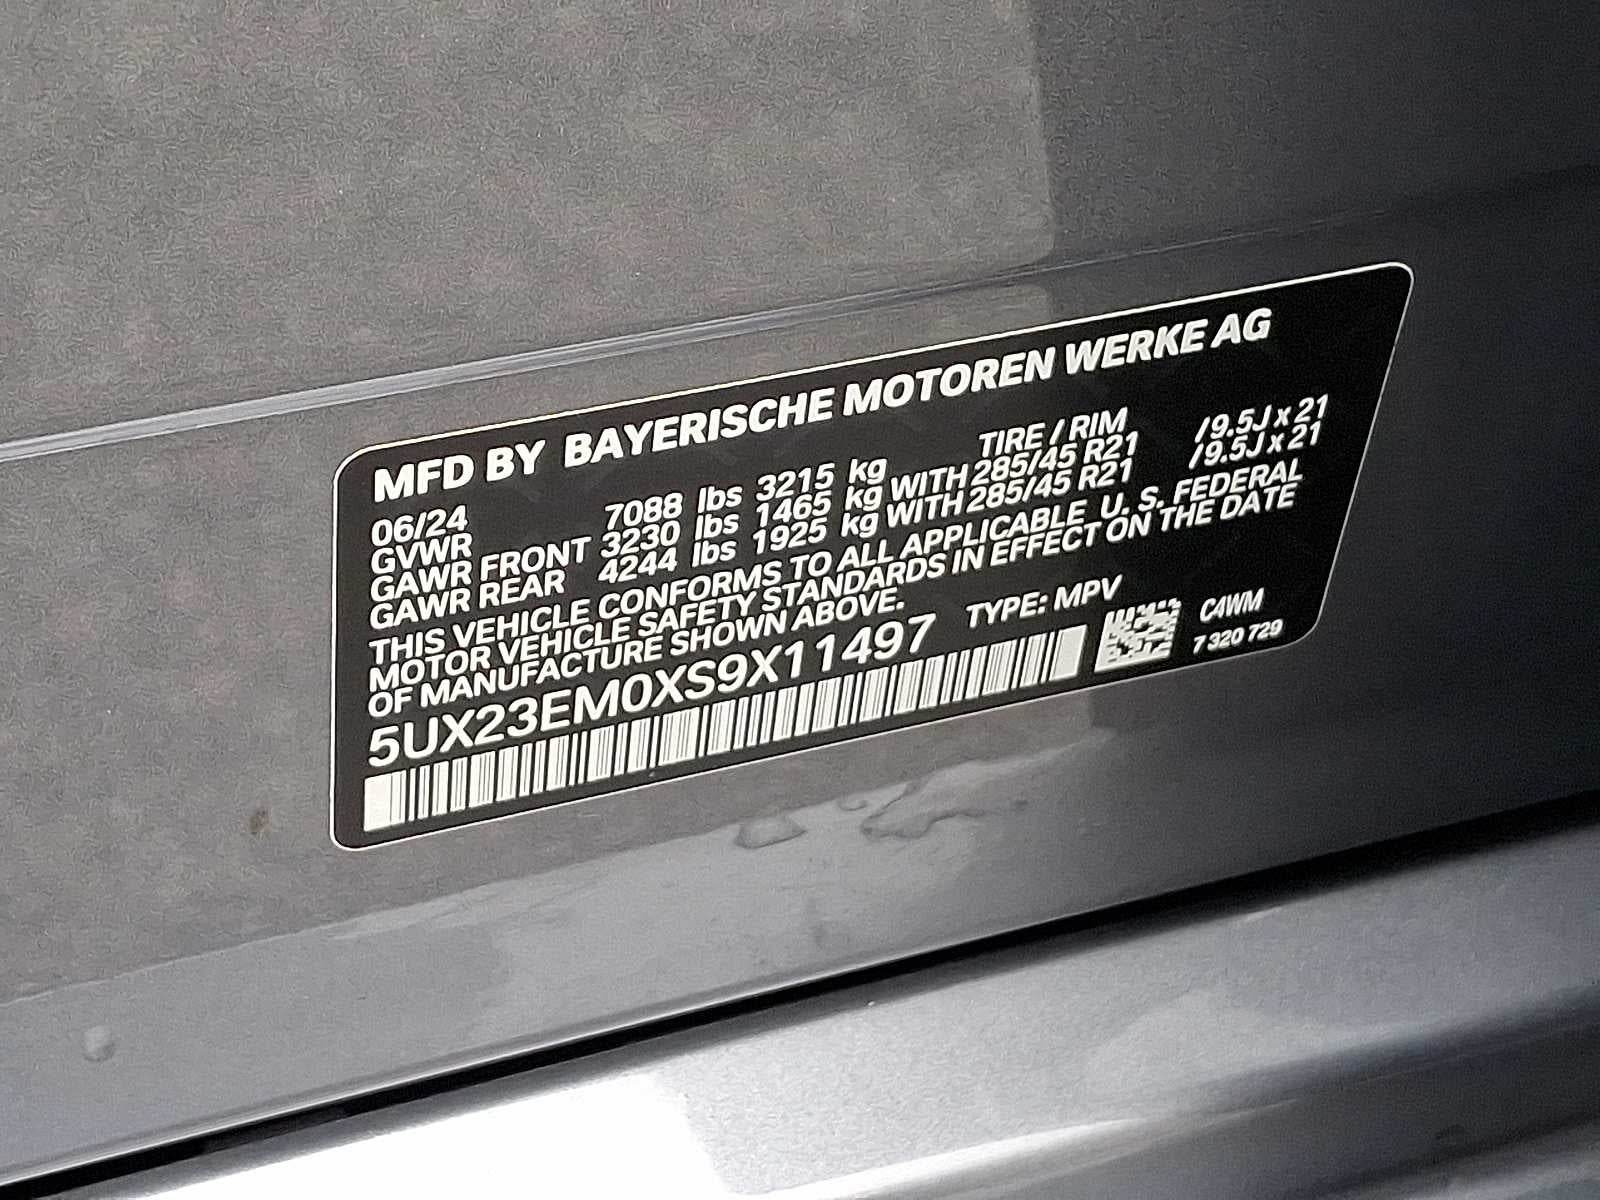 MFD BY BAYERISCHE MOTOREN WERKE AG
06/24 TIRE / RIM
GVWR 7088 lbs 3215 kg
GAWR FRONT 3230 lbs 1465 kg WITH 285/45 R21 /9.5J x 21
GAWR REAR 4244 lbs 1925 kg WITH 285/45 R21 /9.5J x 21
THIS VEHICLE CONFORMS TO ALL APPLICABLE U. S. FEDERAL
MOTOR VEHICLE SAFETY STANDARDS IN EFFECT ON THE DATE
OF MANUFACTURE SHOWN ABOVE.
5UX23EM0XS9X11497 TYPE: MPV
C4WM
7 320 729